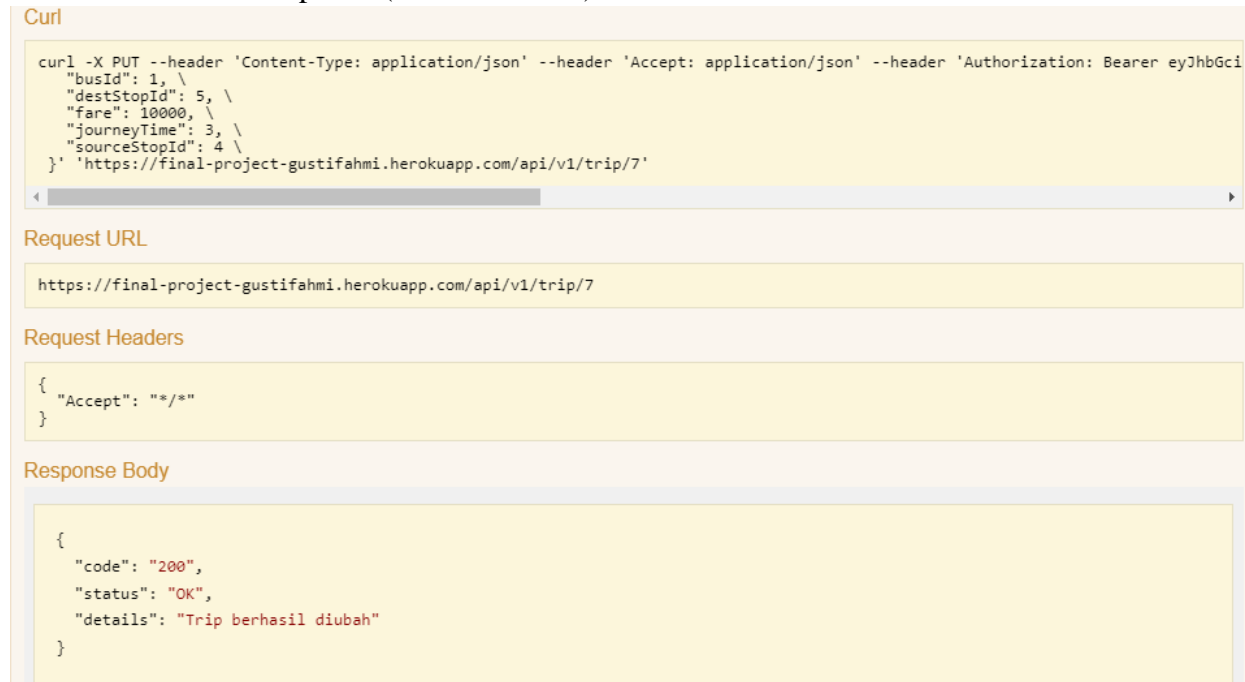 Curl
curl -X PUT --header 'Content-Type: application/json' --header 'Accept: application/json' --header 'Authorization: Bearer eyJhbGci
"busId": 1, \
"destStopId": 5, \
"fare": 10000, \
"journeyTime": 3, \
"sourceStopId": 4 \
}' 'https://final-project-gustifahmi.herokuapp.com/api/v1/trip/7'
Request URL
https://final-project-gustifahmi.herokuapp.com/api/v1/trip/7
Request Headers
{
"Accept": "*/*"
}
Response Body
{
"code": "200",
"status": "OK",
"details": "Trip berhasil diubah"
}